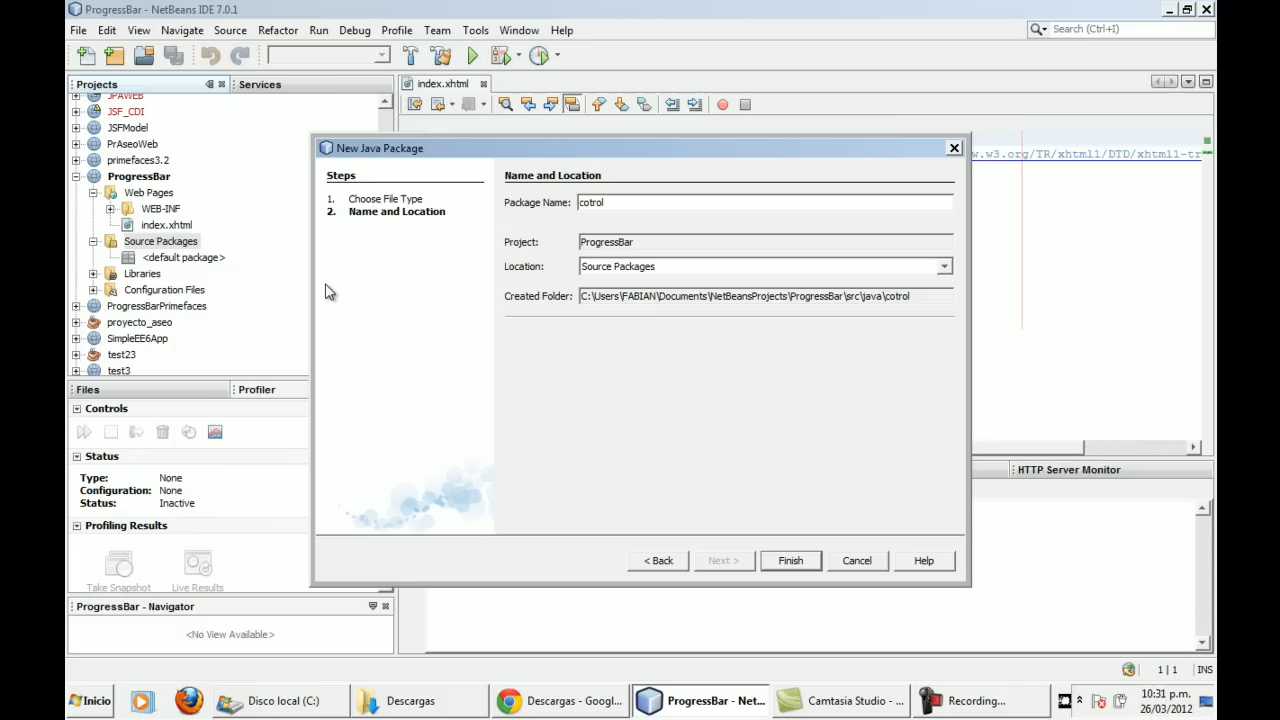 ProgressBar - NetBeans IDE 7.0.1
File Edit View Navigate Source Refactor Run Debug Profile Team Tools Window Help
Search (Ctrl+I)
Projects
Services
index.xhtml
JPAWEB
JSF_CDI
JSFModel
PrAseoWeb
primefaces3.2
ProgressBar
Web Pages
WEB-INF
index.xhtml
Source Packages
<default package>
Libraries
Configuration Files
ProgressBarPrimefaces
proyecto_aseo
SimpleEE6App
test23
test3
w.w3.org/TR/xhtml1/DTD/xhtml1-tr
New Java Package
Steps
1. Choose File Type
2. Name and Location
Name and Location
Package Name: cotrol
Project: ProgressBar
Location: Source Packages
Created Folder: C:\Users\FABIAN\Documents\NetBeansProjects\ProgressBar\src\java\cotrol
< Back Next > Finish Cancel Help
Files
Profiler
Controls
Status
Type: None
Configuration: None
Status: Inactive
Profiling Results
Take Snapshot
Live Results
ProgressBar - Navigator
<No View Available>
HTTP Server Monitor
1 | 1 INS
Inicio
Disco local (C:)
Descargas
Descargas - Googl...
ProgressBar - Net...
Camtasia Studio - ...
Recording...
10:31 p.m.
26/03/2012